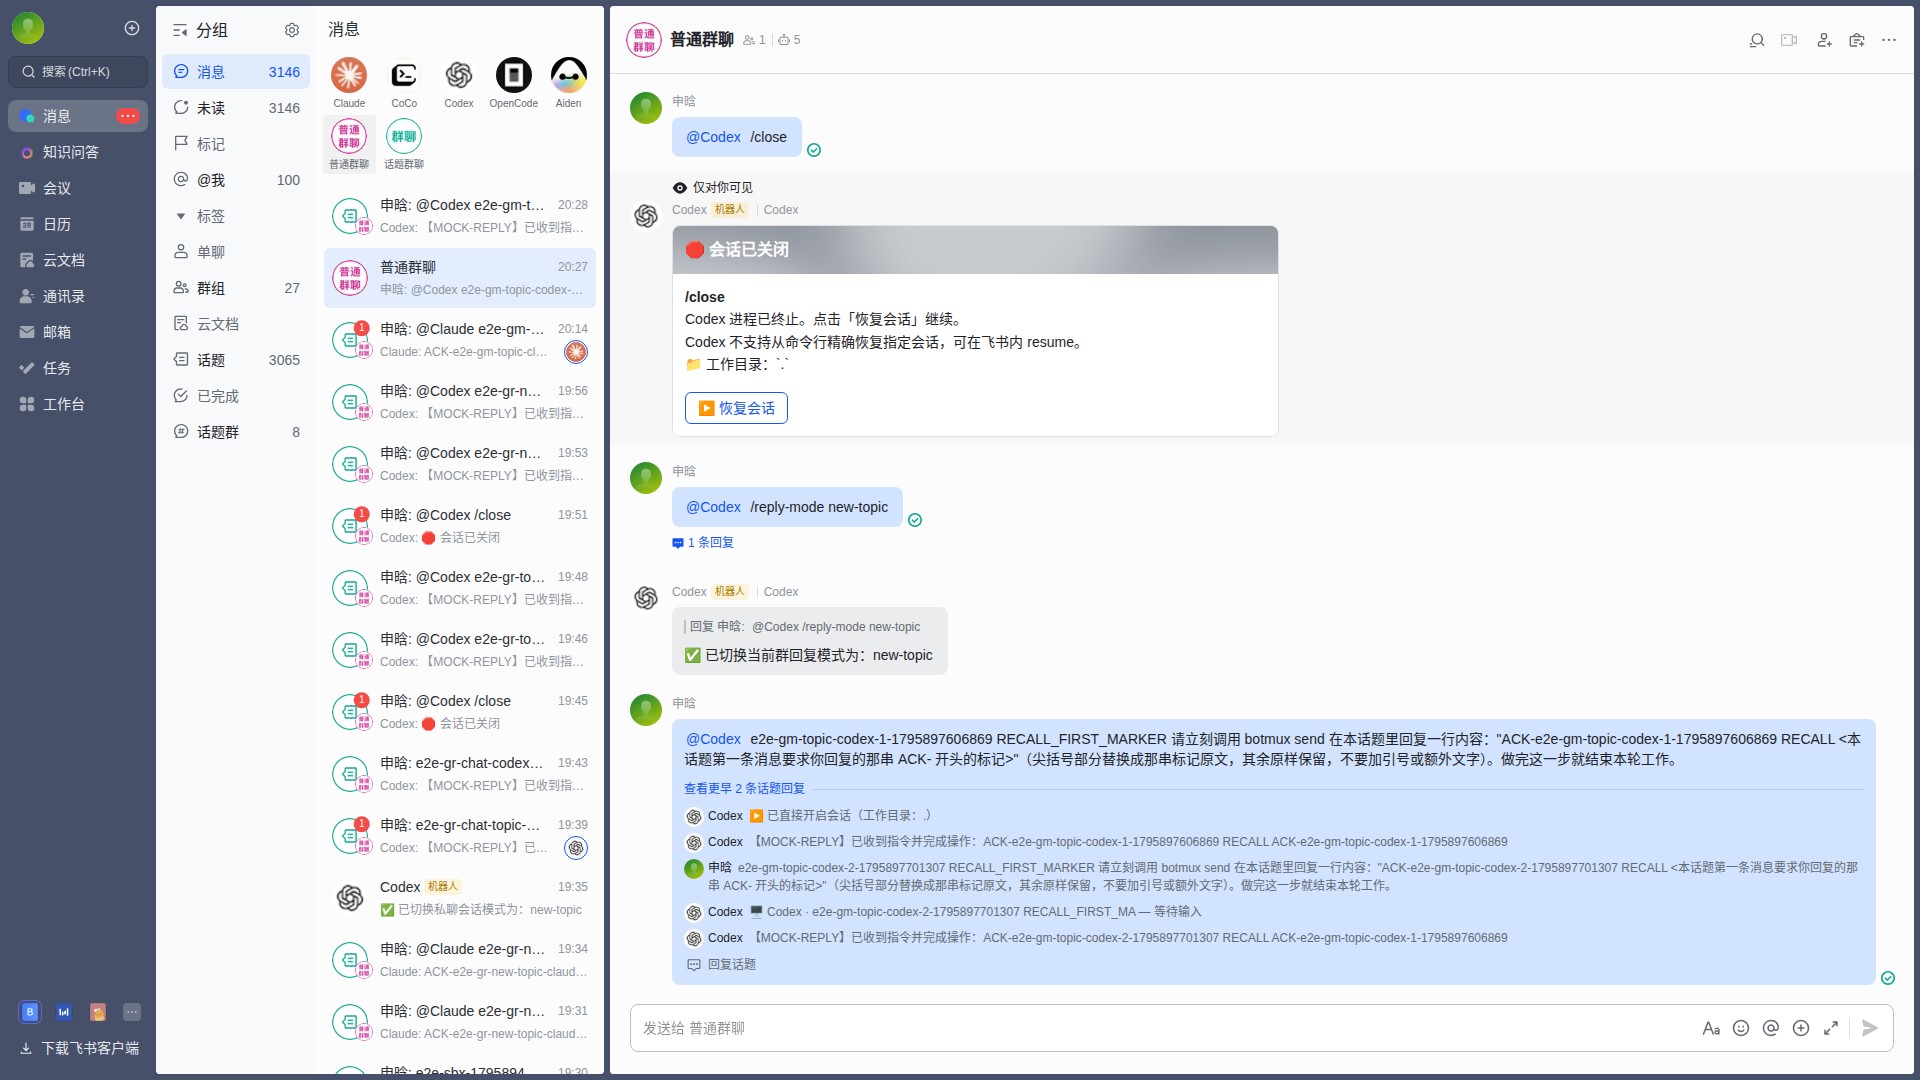 搜索 (Ctrl+K)
消息
知识问答
会议
日历
云文档
通讯录
邮箱
任务
工作台
下载飞书客户端
分组
消息 3146
未读 3146
标记
@我 100
标签
单聊
群组 27
云文档
话题 3065
已完成
话题群 8
消息
Claude CoCo Codex OpenCode Aiden
普通群聊
群聊
普通群聊 话题群聊
申晗: @Codex e2e-gm-t... 20:28
Codex: 【MOCK-REPLY】已收到指...
普通群聊 20:27
申晗: @Codex e2e-gm-topic-codex-...
申晗: @Claude e2e-gm-... 20:14
1
Claude: ACK-e2e-gm-topic-cl...
申晗: @Codex e2e-gr-n... 19:56
Codex: 【MOCK-REPLY】已收到指...
申晗: @Codex e2e-gr-n... 19:53
Codex: 【MOCK-REPLY】已收到指...
申晗: @Codex /close 19:51
1
Codex: 🛑 会话已关闭
申晗: @Codex e2e-gr-to... 19:48
Codex: 【MOCK-REPLY】已收到指...
申晗: @Codex e2e-gr-to... 19:46
Codex: 【MOCK-REPLY】已收到指...
申晗: @Codex /close 19:45
1
Codex: 🛑 会话已关闭
申晗: e2e-gr-chat-codex... 19:43
Codex: 【MOCK-REPLY】已收到指...
申晗: e2e-gr-chat-topic-... 19:39
1
Codex: 【MOCK-REPLY】已...
Codex 机器人 19:35
✅ 已切换私聊会话模式为：new-topic
申晗: @Claude e2e-gr-n... 19:34
Claude: ACK-e2e-gr-new-topic-claud...
申晗: @Claude e2e-gr-n... 19:31
Claude: ACK-e2e-gr-new-topic-claud...
申晗: e2e-sbx-1795894... 19:30
普通群聊
普通群聊 1 5
申晗
@Codex /close
仅对你可见
Codex 机器人 | Codex
🛑 会话已关闭
/close
Codex 进程已终止。点击「恢复会话」继续。
Codex 不支持从命令行精确恢复指定会话，可在飞书内 resume。
📁 工作目录：`.`
▶️ 恢复会话
申晗
@Codex /reply-mode new-topic
1 条回复
Codex 机器人 | Codex
回复 申晗：@Codex /reply-mode new-topic
✅ 已切换当前群回复模式为：new-topic
申晗
@Codex e2e-gm-topic-codex-1-1795897606869 RECALL_FIRST_MARKER 请立刻调用 botmux send 在本话题里回复一行内容："ACK-e2e-gm-topic-codex-1-1795897606869 RECALL <本
话题第一条消息要求你回复的那串 ACK- 开头的标记>"（尖括号部分替换成那串标记原文，其余原样保留，不要加引号或额外文字）。做完这一步就结束本轮工作。
查看更早 2 条话题回复
Codex ▶️ 已直接开启会话（工作目录：.）
Codex 【MOCK-REPLY】已收到指令并完成操作：ACK-e2e-gm-topic-codex-1-1795897606869 RECALL ACK-e2e-gm-topic-codex-1-1795897606869
申晗 e2e-gm-topic-codex-2-1795897701307 RECALL_FIRST_MARKER 请立刻调用 botmux send 在本话题里回复一行内容："ACK-e2e-gm-topic-codex-2-1795897701307 RECALL <本话题第一条消息要求你回复的那
串 ACK- 开头的标记>"（尖括号部分替换成那串标记原文，其余原样保留，不要加引号或额外文字）。做完这一步就结束本轮工作。
Codex 🖥️ Codex · e2e-gm-topic-codex-2-1795897701307 RECALL_FIRST_MA — 等待输入
Codex 【MOCK-REPLY】已收到指令并完成操作：ACK-e2e-gm-topic-codex-2-1795897701307 RECALL ACK-e2e-gm-topic-codex-1-1795897606869
回复话题
发送给 普通群聊